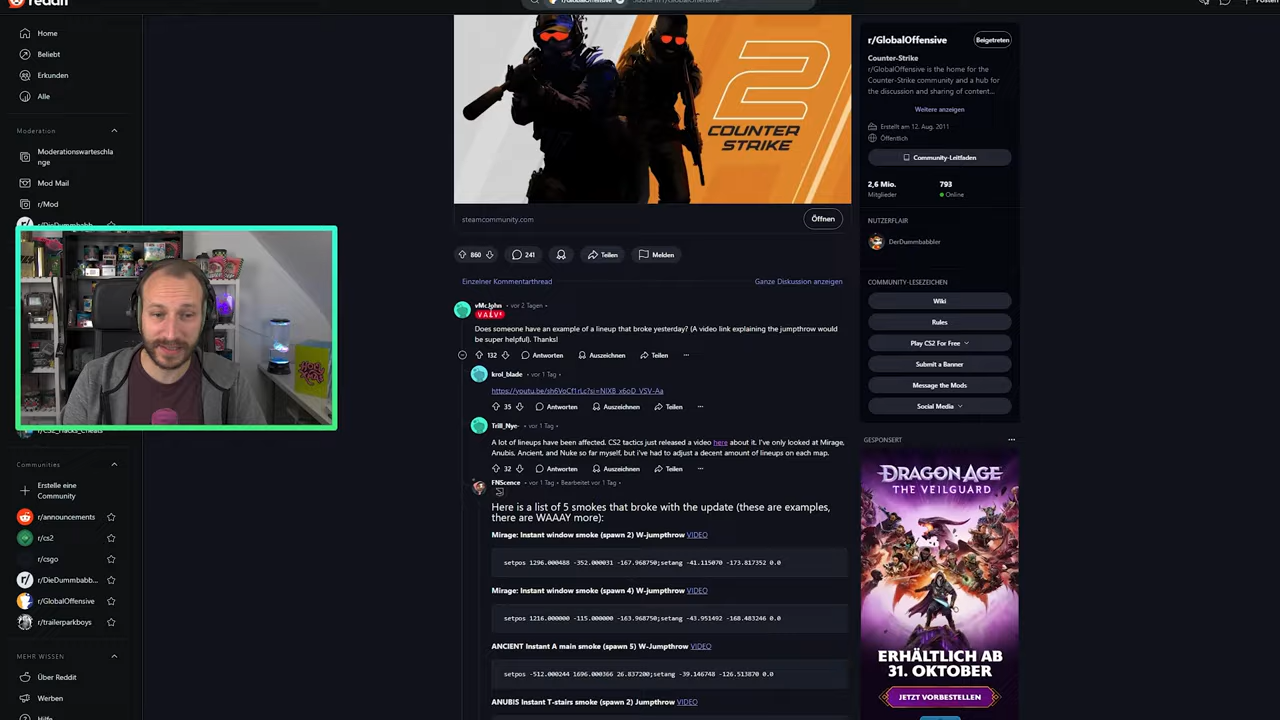 reddit
r/GlobalOffensive
Suche in r/GlobalOffensive
Home
Beliebt
Erkunden
Alle
Moderation
Moderationswarteschla
nge
Mod Mail
r/Mod
r/DieDummbabb...
r/CS2_Hacks_Cheats
Communities
Erstelle eine
Community
r/announcements
r/cs2
r/csgo
r/DieDummbab...
r/GlobalOffensive
r/trailerparkboys
MEHR WISSEN
Über Reddit
Werben
Hilfe
2
COUNTER
STRIKE
steamcommunity.com
Öffnen
860
241
Teilen
Melden
Einzelner Kommentarthread
Ganze Diskussion anzeigen
vMcJohn • vor 2 Tagen
VALVE
Does someone have an example of a lineup that broke yesterday? (A video link explaining the jumpthrow would
be super helpful). Thanks!
132
Antworten
Auszeichnen
Teilen
...
krol_blade • vor 1 Tag •
35
Antworten
Auszeichnen
Teilen
...
Trill_Nye- • vor 1 Tag •
A lot of lineups have been affected. CS2 tactics just released a video here about it. I've only looked at Mirage,
Anubis, Ancient, and Nuke so far myself, but i've had to adjust a decent amount of lineups on each map.
32
Antworten
Auszeichnen
Teilen
...
FNScence • vor 1 Tag • Bearbeitet vor 1 Tag •
Here is a list of 5 smokes that broke with the update (these are examples,
there are WAAAY more):
Mirage: Instant window smoke (spawn 2) W-jumpthrow VIDEO
setpos 1296.000488 -352.000031 -167.968750;setang -41.115070 -173.817352 0.0
Mirage: Instant window smoke (spawn 4) W-jumpthrow VIDEO
setpos 1216.000000 -115.000000 -163.968750;setang -43.951492 -168.483246 0.0
ANCIENT Instant A main smoke (spawn 5) W-Jumpthrow VIDEO
setpos -512.000244 1696.000366 26.837200;setang -39.146748 -126.513870 0.0
ANUBIS Instant T-stairs smoke (spawn 2) Jumpthrow VIDEO
r/GlobalOffensive
Beigetreten
Counter-Strike
r/GlobalOffensive is the home for the
Counter-Strike community and a hub for
the discussion and sharing of content...
Weitere anzeigen
Erstellt am 12. Aug. 2011
Öffentlich
Community-Leitfaden
2,6 Mio.
793
Mitglieder
Online
NUTZERFLAIR
DerDummbabbler
COMMUNITY-LESEZEICHEN
Wiki
Rules
Play CS2 For Free
Submit a Banner
Message the Mods
Social Media
GESPONSERT
...
DRAGON AGE
THE VEILGUARD
ERHÄLTLICH AB
31. OKTOBER
JETZT VORBESTELLEN